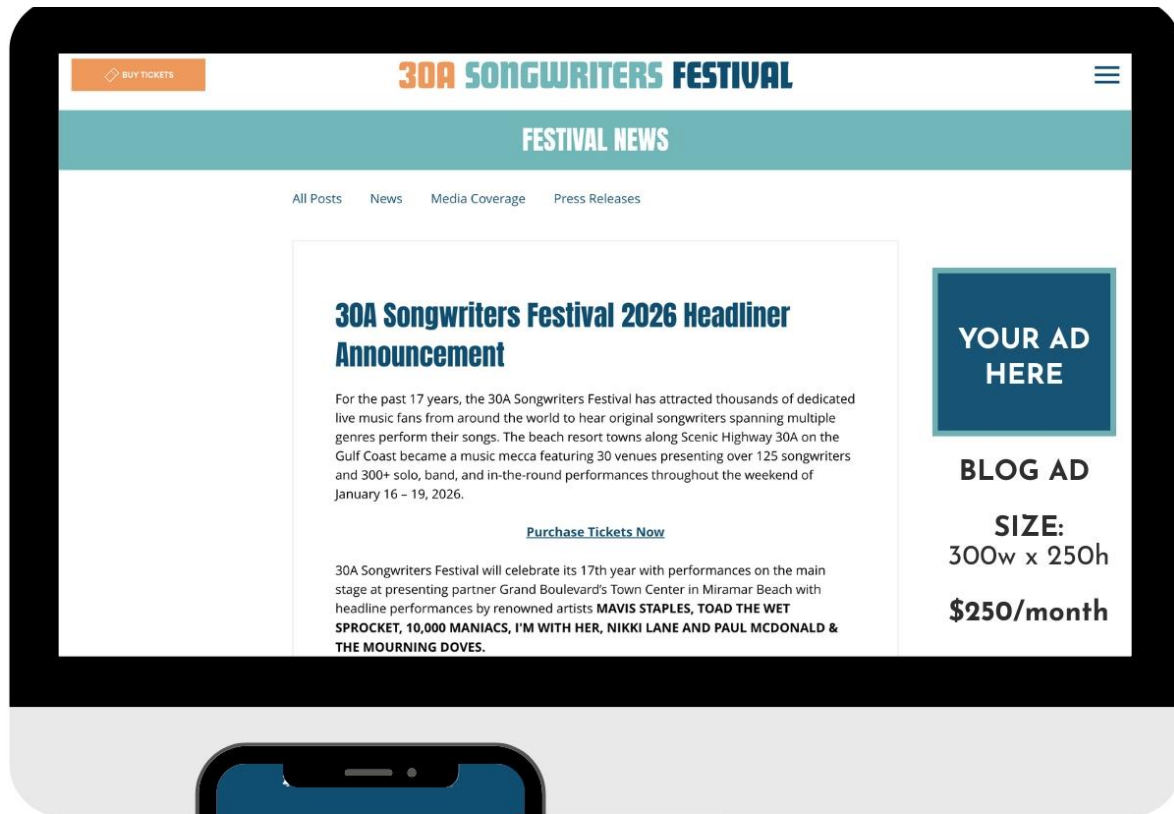 BUY TICKETS
30A SONGWRITERS FESTIVAL
FESTIVAL NEWS
All Posts News Media Coverage Press Releases
30A Songwriters Festival 2026 Headliner
Announcement
For the past 17 years, the 30A Songwriters Festival has attracted thousands of dedicated
live music fans from around the world to hear original songwriters spanning multiple
genres perform their songs. The beach resort towns along Scenic Highway 30A on the
Gulf Coast became a music mecca featuring 30 venues presenting over 125 songwriters
and 300+ solo, band, and in-the-round performances throughout the weekend of
January 16 – 19, 2026.
Purchase Tickets Now
30A Songwriters Festival will celebrate its 17th year with performances on the main
stage at presenting partner Grand Boulevard's Town Center in Miramar Beach with
headline performances by renowned artists MAVIS STAPLES, TOAD THE WET
SPROCKET, 10,000 MANIACS, I'M WITH HER, NIKKI LANE AND PAUL MCDONALD &
THE MOURNING DOVES.
YOUR AD
HERE
BLOG AD
SIZE:
300w x 250h
$250/month